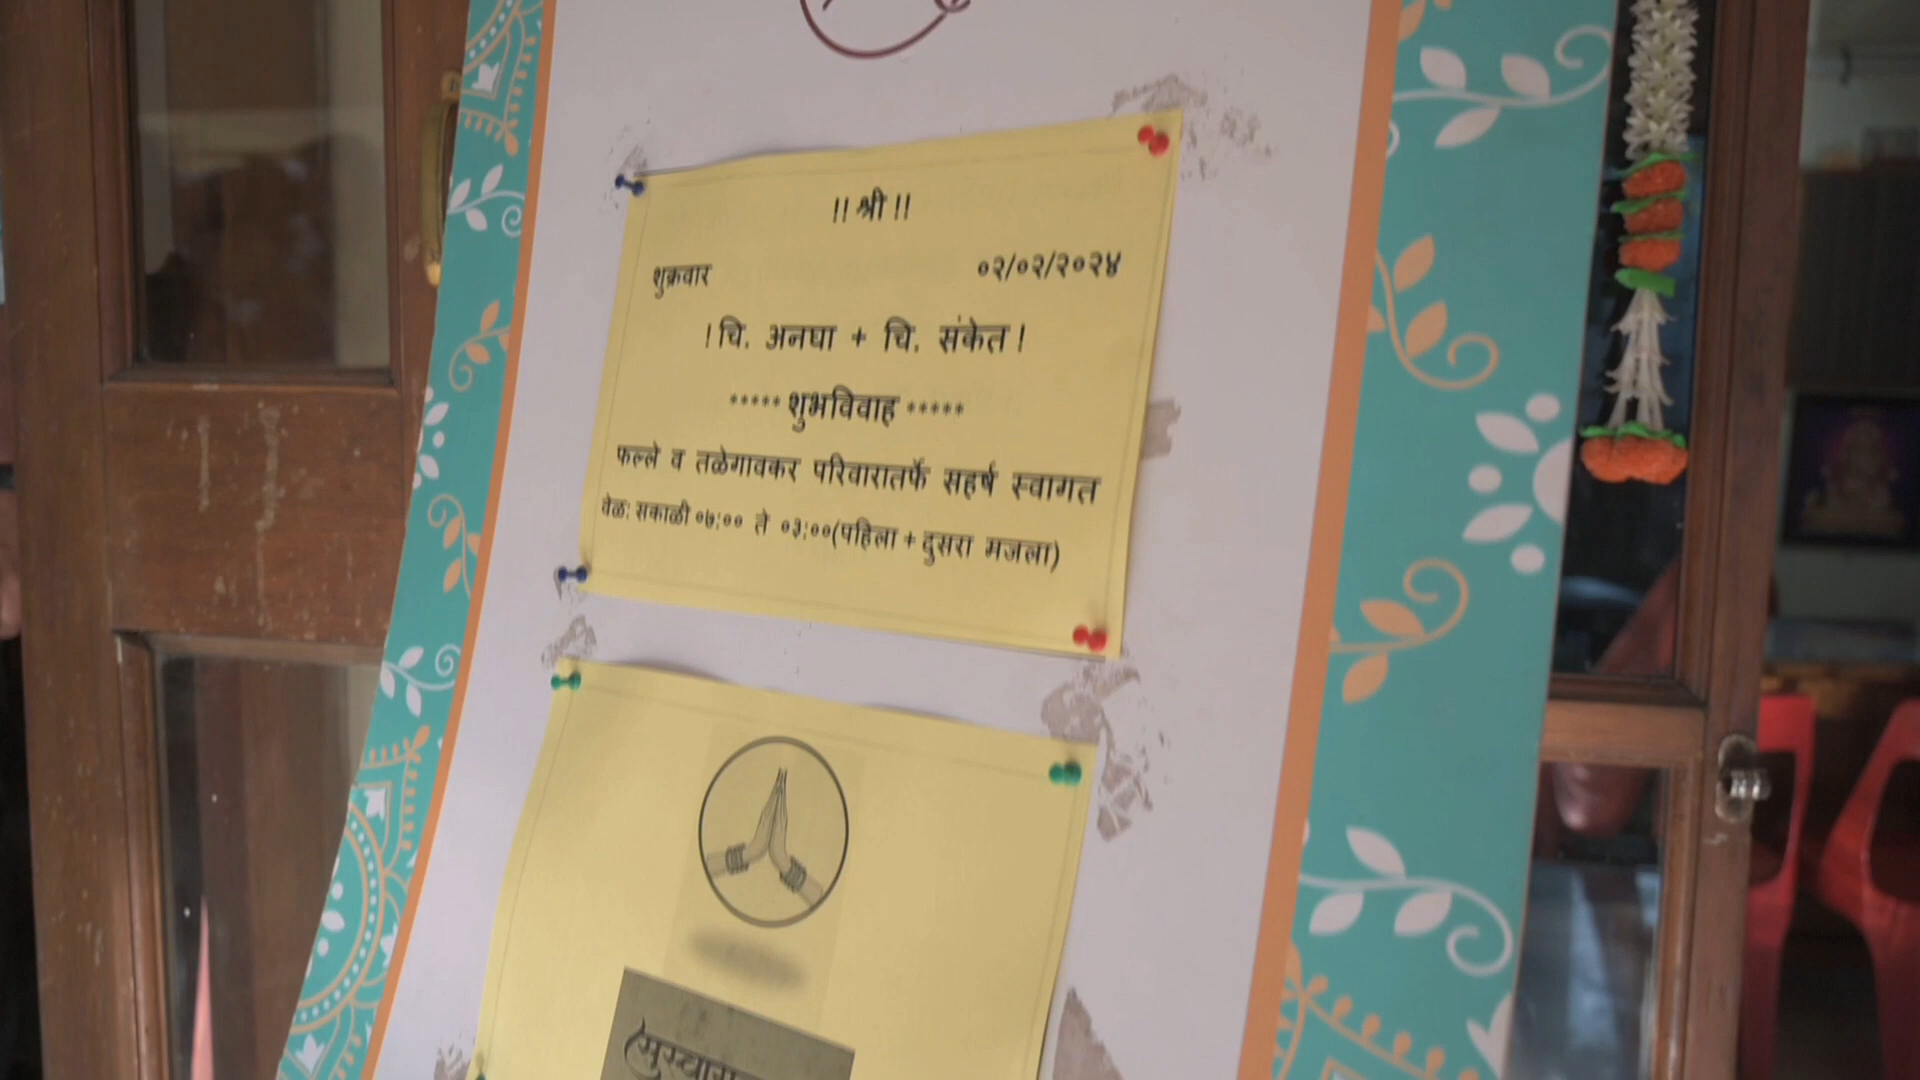 !! श्री !!
शुक्रवार ०२/०२/२०२४
! चि. अनघा + चि. संकेत !
***** शुभविवाह *****
फल्ले व तळेगावकर परिवारातर्फे सहर्ष स्वागत
वेळ: सकाळी ०७:०० ते ०३:००(पहिला + दुसरा मजला)